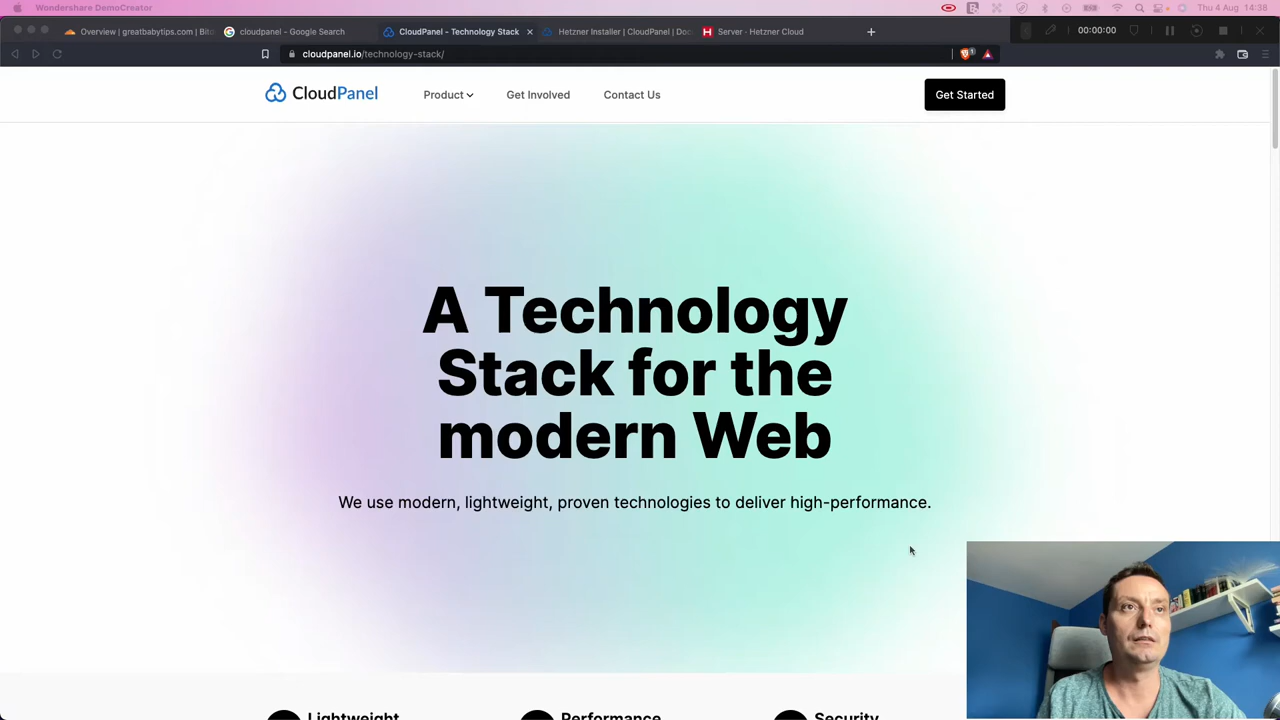 Wondershare DemoCreator
Thu 4 Aug 14:36
Overview | greatbabytips.com | Bitd
cloudpanel - Google Search
CloudPanel - Technology Stack
Hetzner Installer | CloudPanel | Doc
Server · Hetzner Cloud
00:00:00
cloudpanel.io/technology-stack/
1
CloudPanel
Product
Get Involved
Contact Us
Get Started
A Technology
Stack for the
modern Web
We use modern, lightweight, proven technologies to deliver high-performance.
Lightweight
Performance
Security